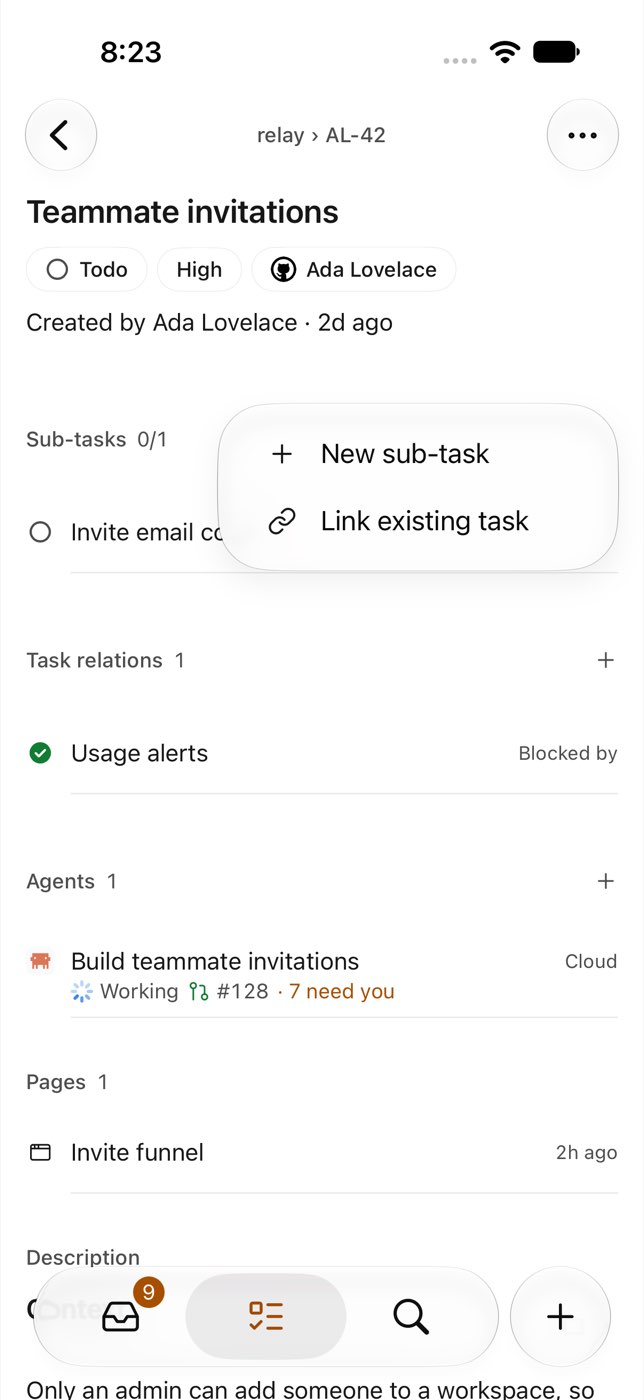 8:23
relay › AL-42
Teammate invitations
Todo
High
Ada Lovelace
Created by Ada Lovelace · 2d ago
Sub-tasks 0/1
New sub-task
Link existing task
Invite email
Task relations 1
Usage alerts
Blocked by
Agents 1
Build teammate invitations
Cloud
Working #128 · 7 need you
Pages 1
Invite funnel
2h ago
Description
9
Only an admin can add someone to a workspace, so